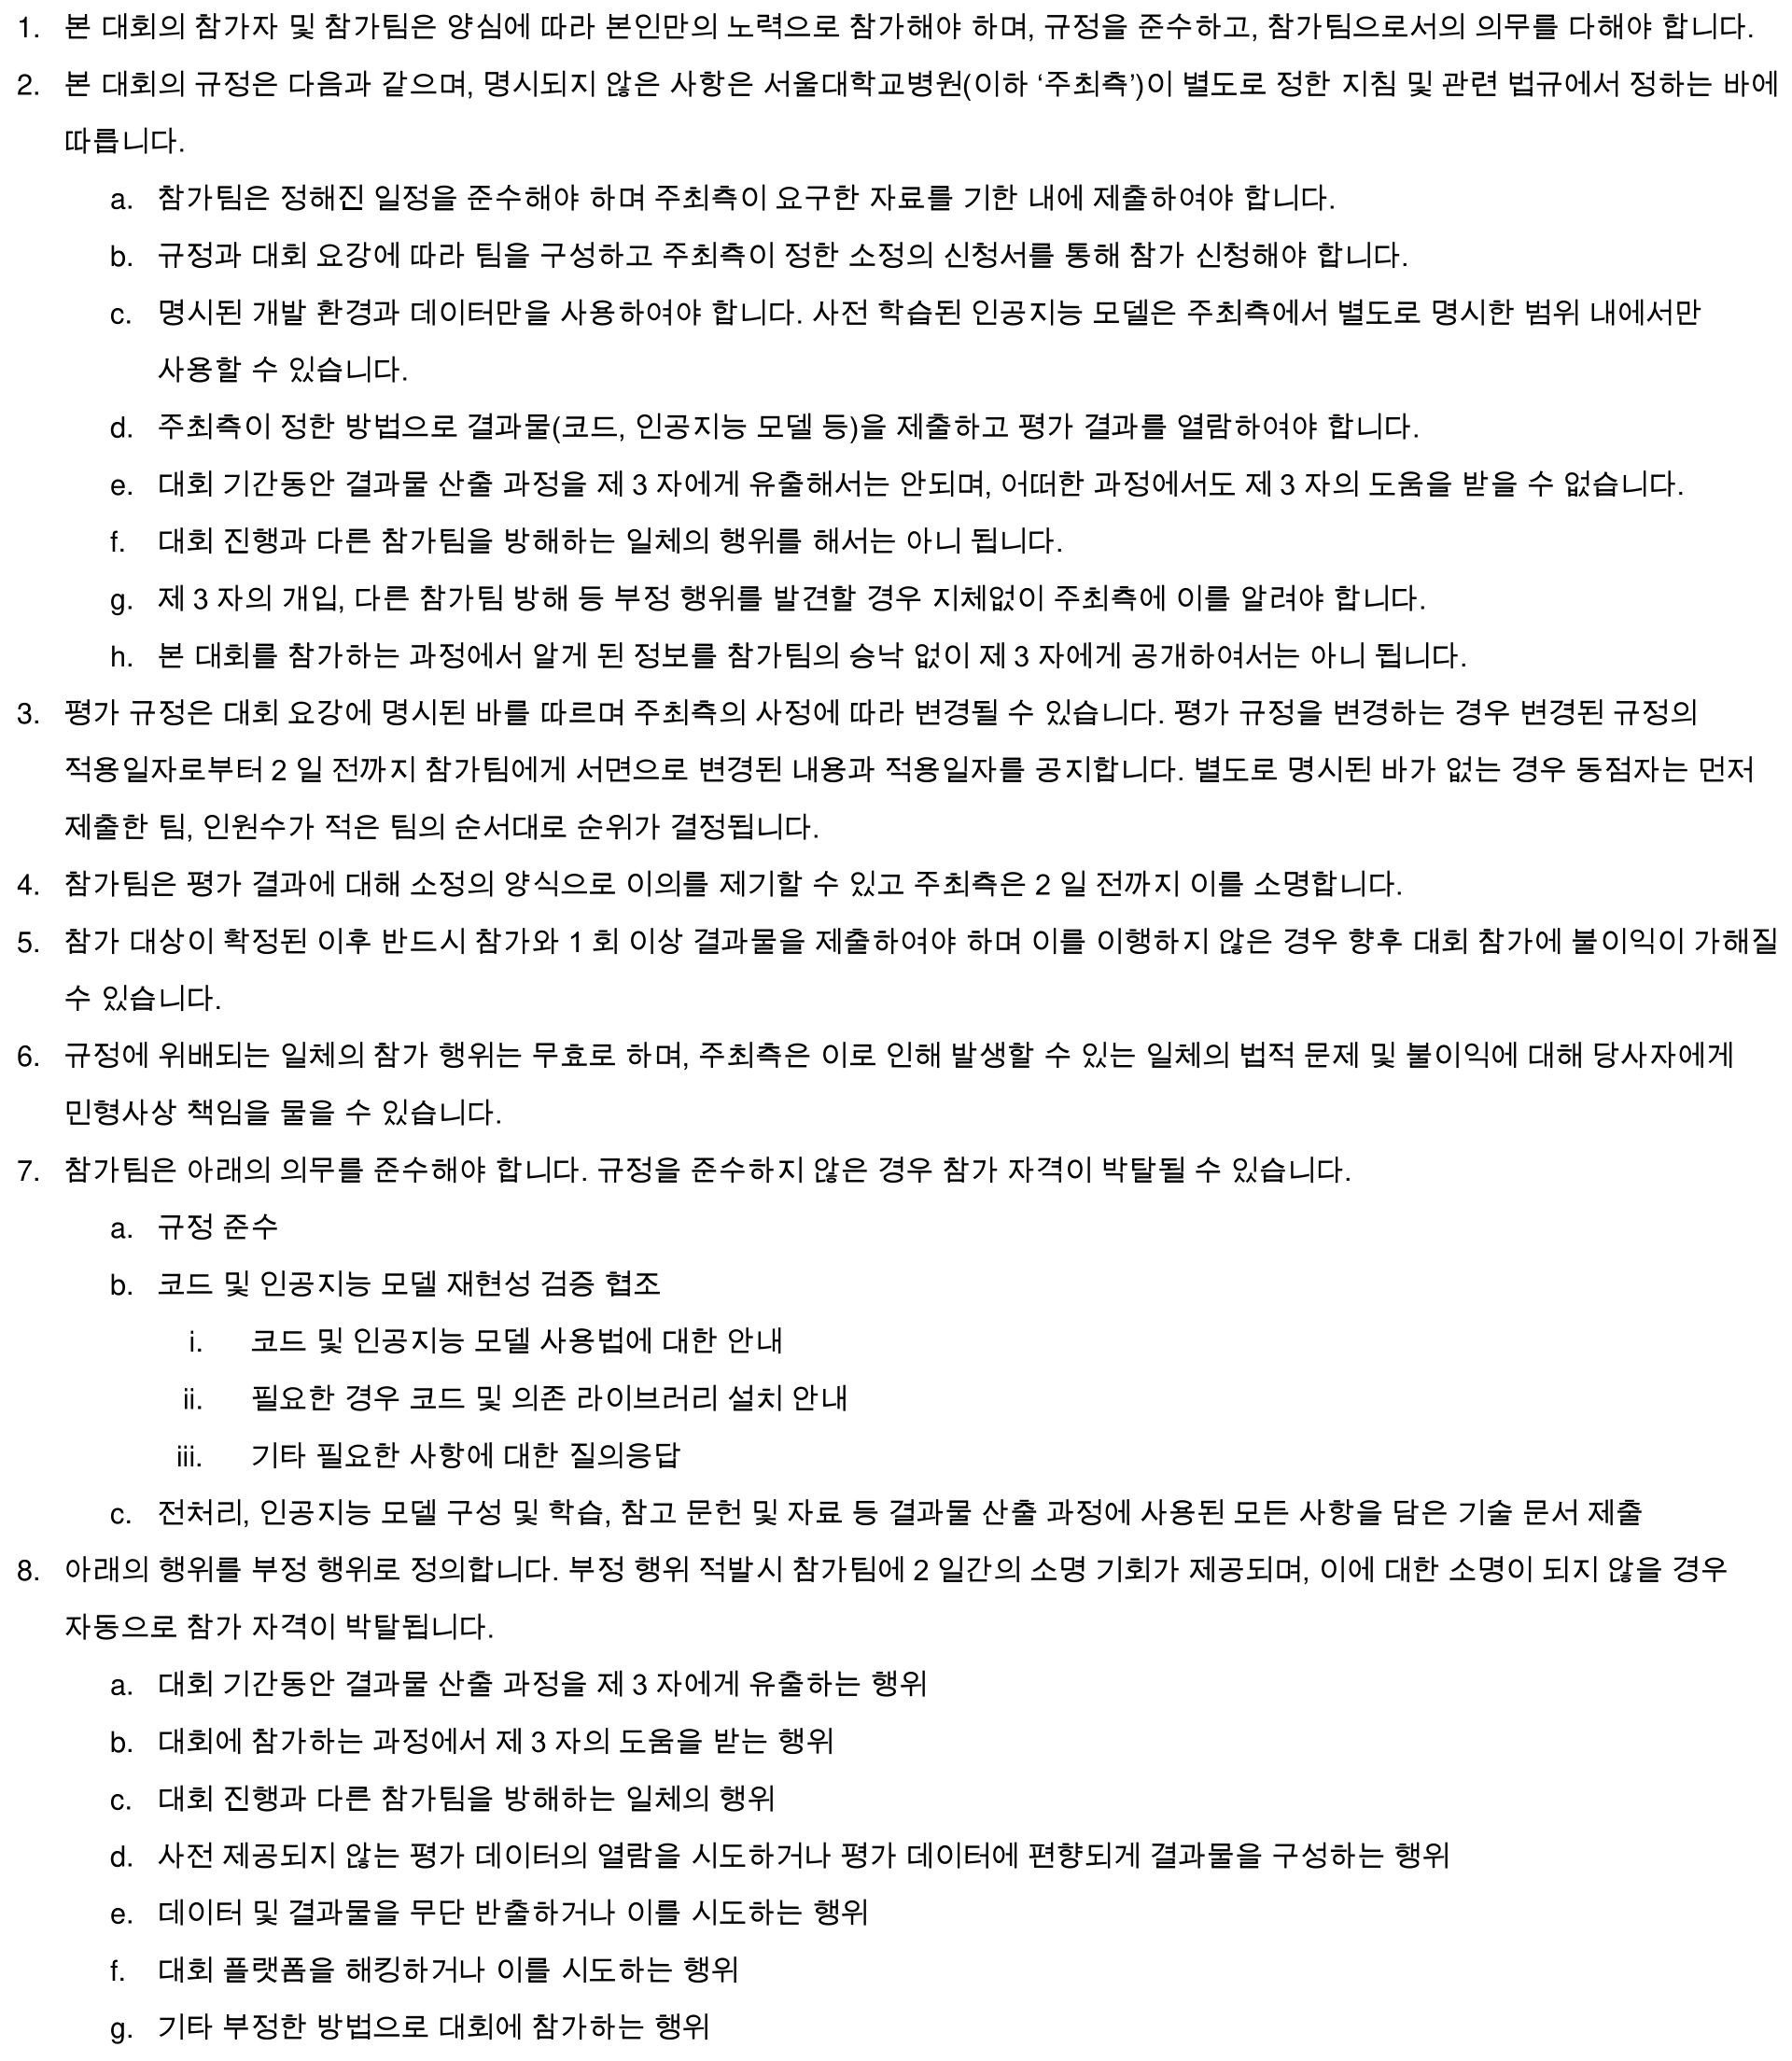 1. 본 대회의 참가자 및 참가팀은 양심에 따라 본인만의 노력으로 참가해야 하며, 규정을 준수하고, 참가팀으로서의 의무를 다해야 합니다.
2. 본 대회의 규정은 다음과 같으며, 명시되지 않은 사항은 서울대학교병원(이하 ‘주최측’)이 별도로 정한 지침 및 관련 법규에서 정하는 바에
따릅니다.
a. 참가팀은 정해진 일정을 준수해야 하며 주최측이 요구한 자료를 기한 내에 제출하여야 합니다.
b. 규정과 대회 요강에 따라 팀을 구성하고 주최측이 정한 소정의 신청서를 통해 참가 신청해야 합니다.
c. 명시된 개발 환경과 데이터만을 사용하여야 합니다. 사전 학습된 인공지능 모델은 주최측에서 별도로 명시한 범위 내에서만
사용할 수 있습니다.
d. 주최측이 정한 방법으로 결과물(코드, 인공지능 모델 등)을 제출하고 평가 결과를 열람하여야 합니다.
e. 대회 기간동안 결과물 산출 과정을 제 3 자에게 유출해서는 안되며, 어떠한 과정에서도 제 3 자의 도움을 받을 수 없습니다.
f. 대회 진행과 다른 참가팀을 방해하는 일체의 행위를 해서는 아니 됩니다.
g. 제 3 자의 개입, 다른 참가팀 방해 등 부정 행위를 발견할 경우 지체없이 주최측에 이를 알려야 합니다.
h. 본 대회를 참가하는 과정에서 알게 된 정보를 참가팀의 승낙 없이 제 3 자에게 공개하여서는 아니 됩니다.
3. 평가 규정은 대회 요강에 명시된 바를 따르며 주최측의 사정에 따라 변경될 수 있습니다. 평가 규정을 변경하는 경우 변경된 규정의
적용일자로부터 2 일 전까지 참가팀에게 서면으로 변경된 내용과 적용일자를 공지합니다. 별도로 명시된 바가 없는 경우 동점자는 먼저
제출한 팀, 인원수가 적은 팀의 순서대로 순위가 결정됩니다.
4. 참가팀은 평가 결과에 대해 소정의 양식으로 이의를 제기할 수 있고 주최측은 2 일 전까지 이를 소명합니다.
5. 참가 대상이 확정된 이후 반드시 참가와 1 회 이상 결과물을 제출하여야 하며 이를 이행하지 않은 경우 향후 대회 참가에 불이익이 가해질
수 있습니다.
6. 규정에 위배되는 일체의 참가 행위는 무효로 하며, 주최측은 이로 인해 발생할 수 있는 일체의 법적 문제 및 불이익에 대해 당사자에게
민형사상 책임을 물을 수 있습니다.
7. 참가팀은 아래의 의무를 준수해야 합니다. 규정을 준수하지 않은 경우 참가 자격이 박탈될 수 있습니다.
a. 규정 준수
b. 코드 및 인공지능 모델 재현성 검증 협조
i. 코드 및 인공지능 모델 사용법에 대한 안내
ii. 필요한 경우 코드 및 의존 라이브러리 설치 안내
iii. 기타 필요한 사항에 대한 질의응답
c. 전처리, 인공지능 모델 구성 및 학습, 참고 문헌 및 자료 등 결과물 산출 과정에 사용된 모든 사항을 담은 기술 문서 제출
8. 아래의 행위를 부정 행위로 정의합니다. 부정 행위 적발시 참가팀에 2 일간의 소명 기회가 제공되며, 이에 대한 소명이 되지 않을 경우
자동으로 참가 자격이 박탈됩니다.
a. 대회 기간동안 결과물 산출 과정을 제 3 자에게 유출하는 행위
b. 대회에 참가하는 과정에서 제 3 자의 도움을 받는 행위
c. 대회 진행과 다른 참가팀을 방해하는 일체의 행위
d. 사전 제공되지 않는 평가 데이터의 열람을 시도하거나 평가 데이터에 편향되게 결과물을 구성하는 행위
e. 데이터 및 결과물을 무단 반출하거나 이를 시도하는 행위
f. 대회 플랫폼을 해킹하거나 이를 시도하는 행위
g. 기타 부정한 방법으로 대회에 참가하는 행위